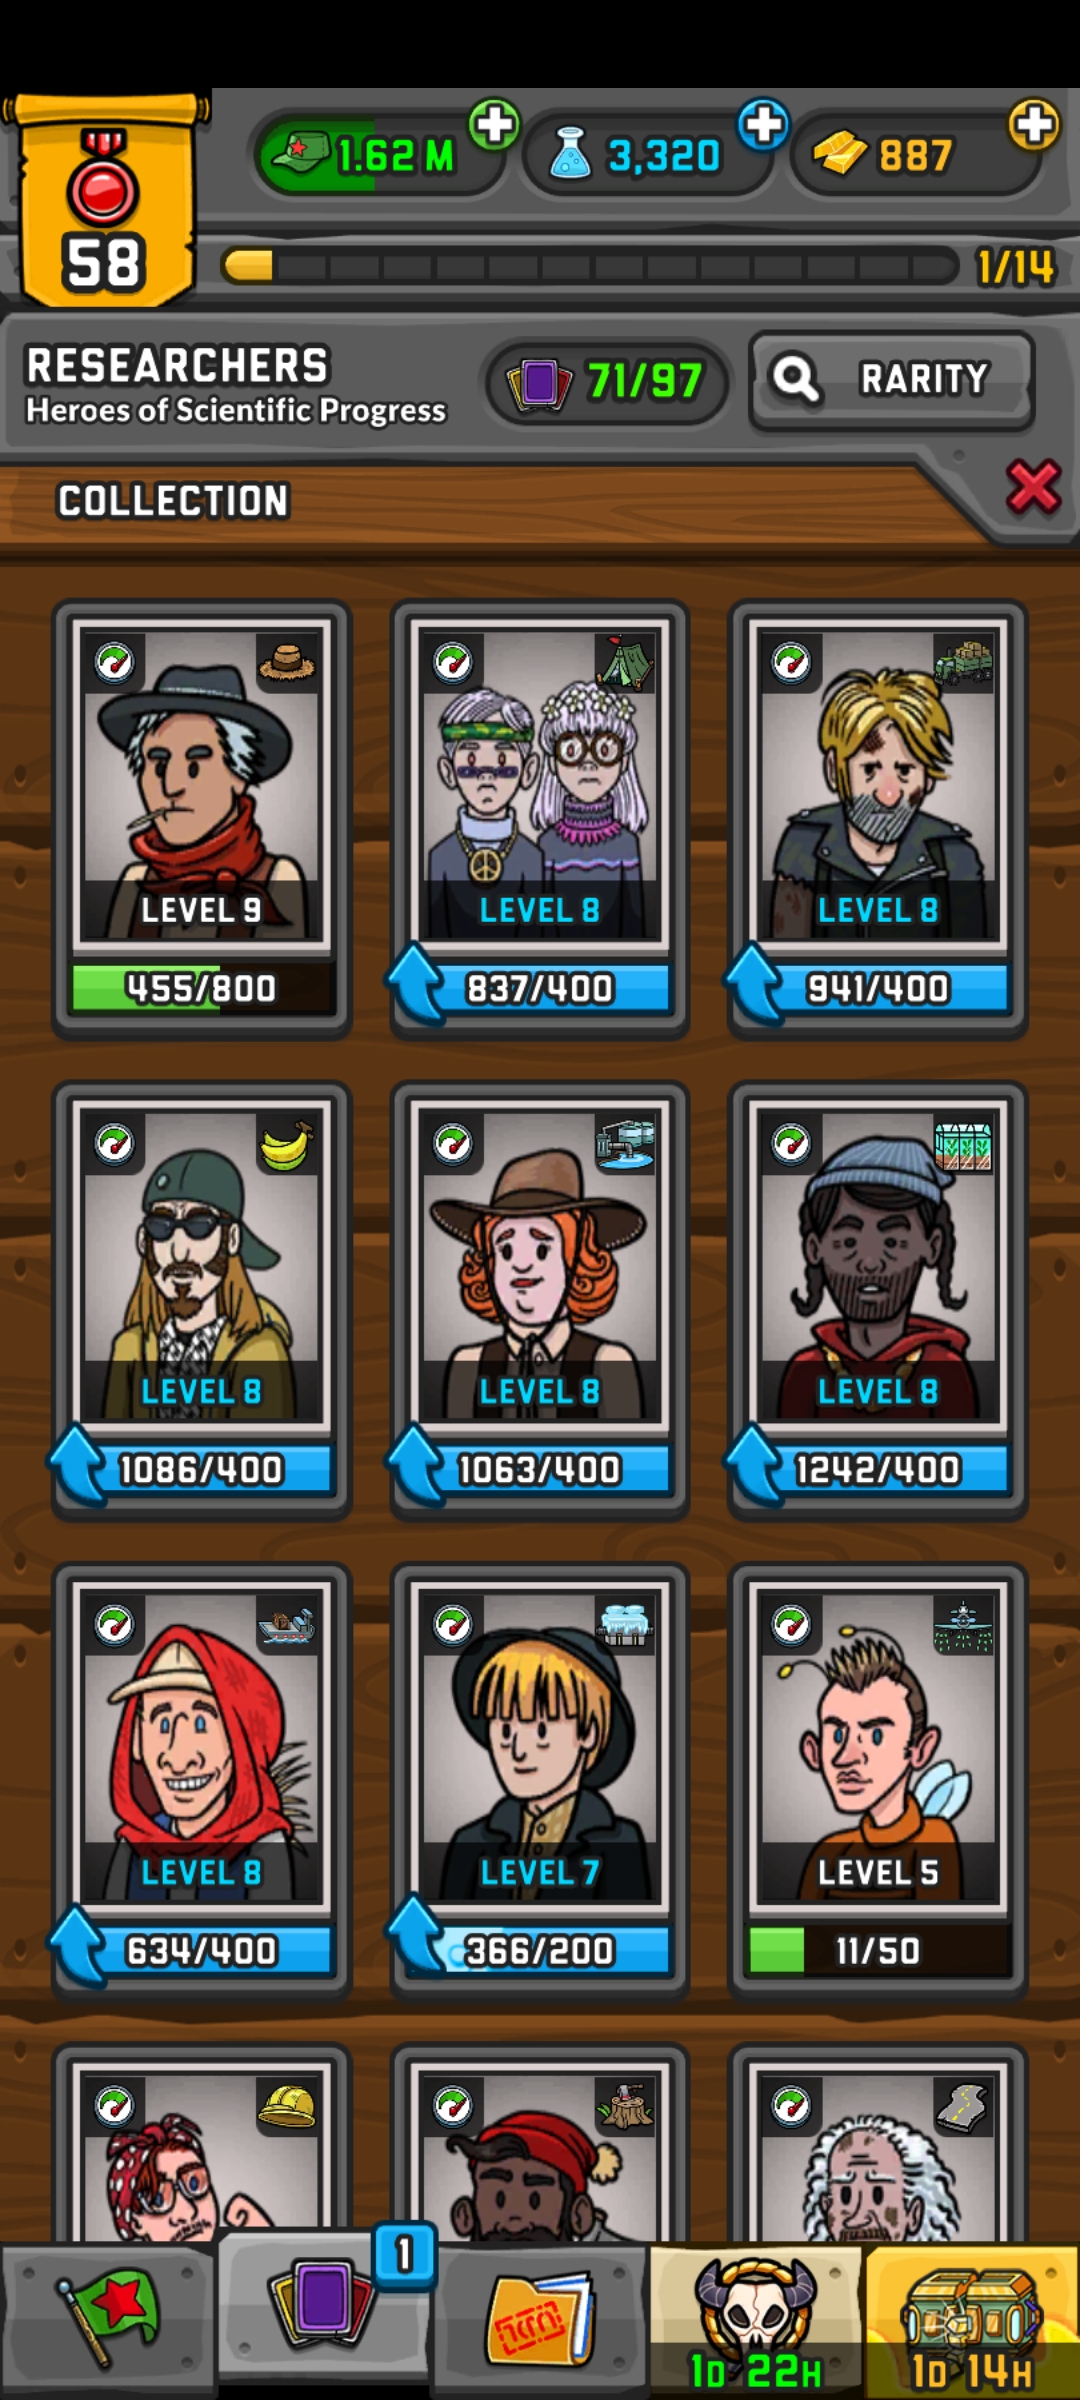 1.62 M
3,320
887
58
1/14
RESEARCHERS
Heroes of Scientific Progress
71/97
RARITY
COLLECTION
LEVEL 9
LEVEL 8
LEVEL 8
455/800
837/400
941/400
LEVEL 8
LEVEL 8
LEVEL 8
1086/400
1063/400
1242/400
LEVEL 8
LEVEL 7
LEVEL 5
634/400
366/200
11/50
1
1D 22H
1D 14H